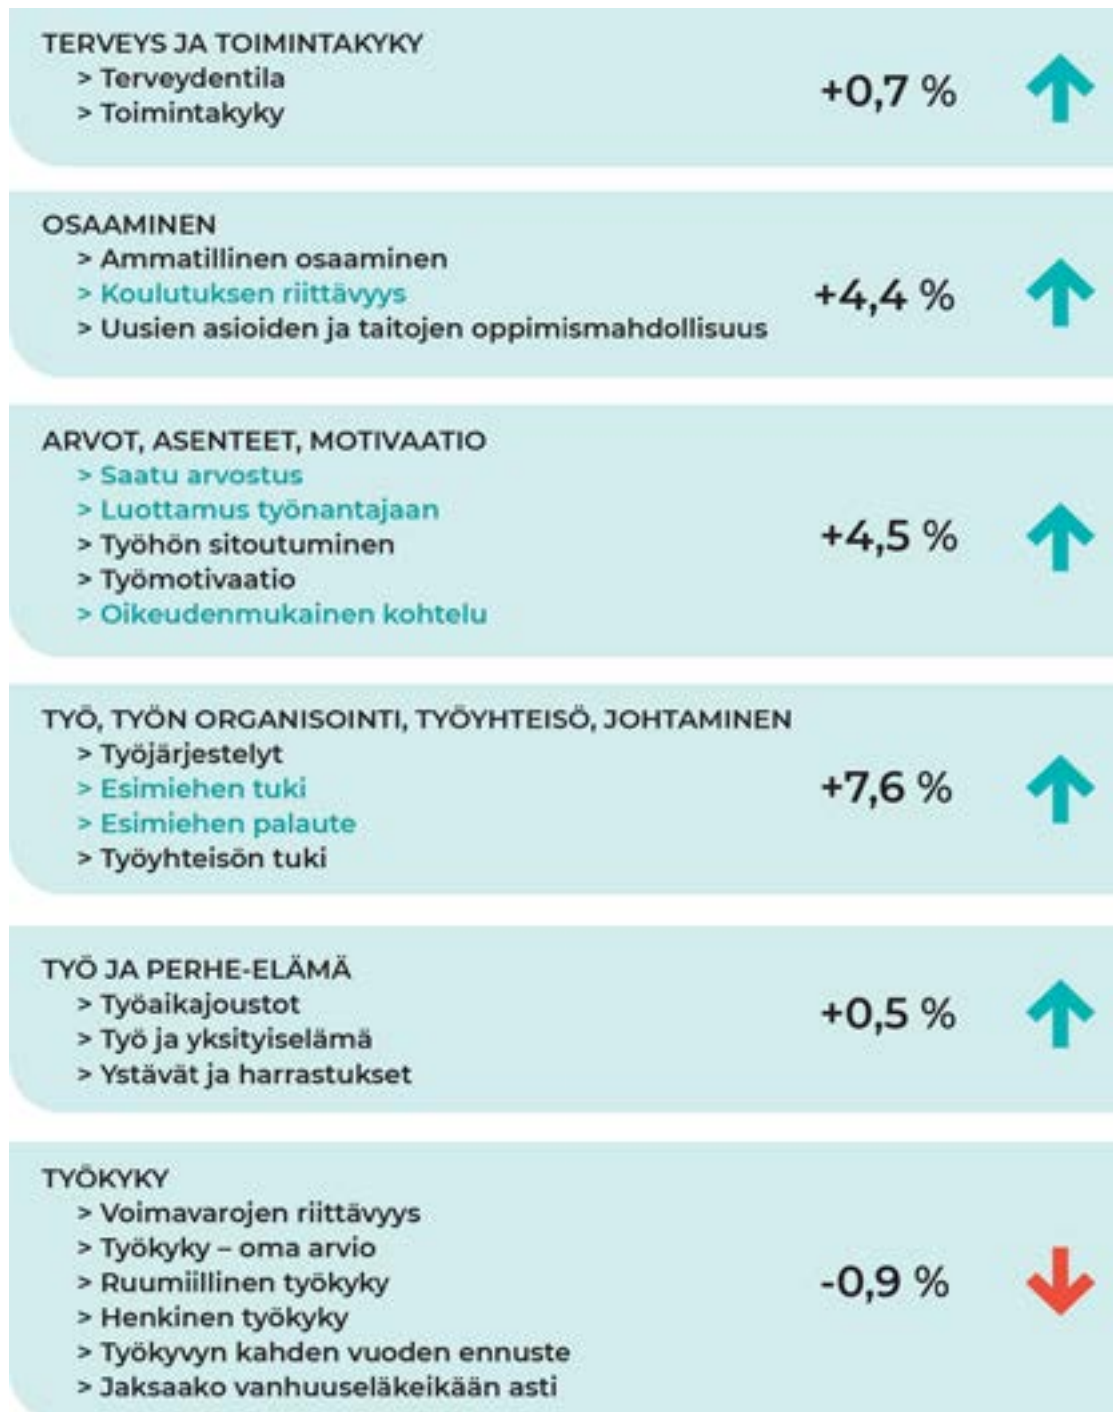 TERVEYS JA TOIMINTAKYKY
> Terveydentila
> Toimintakyky
+0,7 %
OSAAMINEN
> Ammatillinen osaaminen
> Koulutuksen riittävyys
> Uusien asioiden ja taitojen oppimismahdollisuus
+4,4 %
ARVOT, ASENTEET, MOTIVAATIO
> Saatu arvostus
> Luottamus työnantajaan
> Työhön sitoutuminen
> Työmotivaatio
> Oikeudenmukainen kohtelu
+4,5 %
TYÖ, TYÖN ORGANISOINTI, TYÖYHTEISÖ, JOHTAMINEN
> Työjärjestelyt
> Esimiehen tuki
> Esimiehen palaute
> Työyhteisön tuki
+7,6 %
TYÖ JA PERHE-ELÄMÄ
> Työaikajoustot
> Työ ja yksityiselämä
> Ystävät ja harrastukset
+0,5 %
TYÖKYKY
> Voimavarojen riittävyys
> Työkyky – oma arvio
> Ruumiillinen työkyky
> Henkinen työkyky
> Työkyvyn kahden vuoden ennuste
> Jaksaako vanhuuseläkeikään asti
-0,9 %